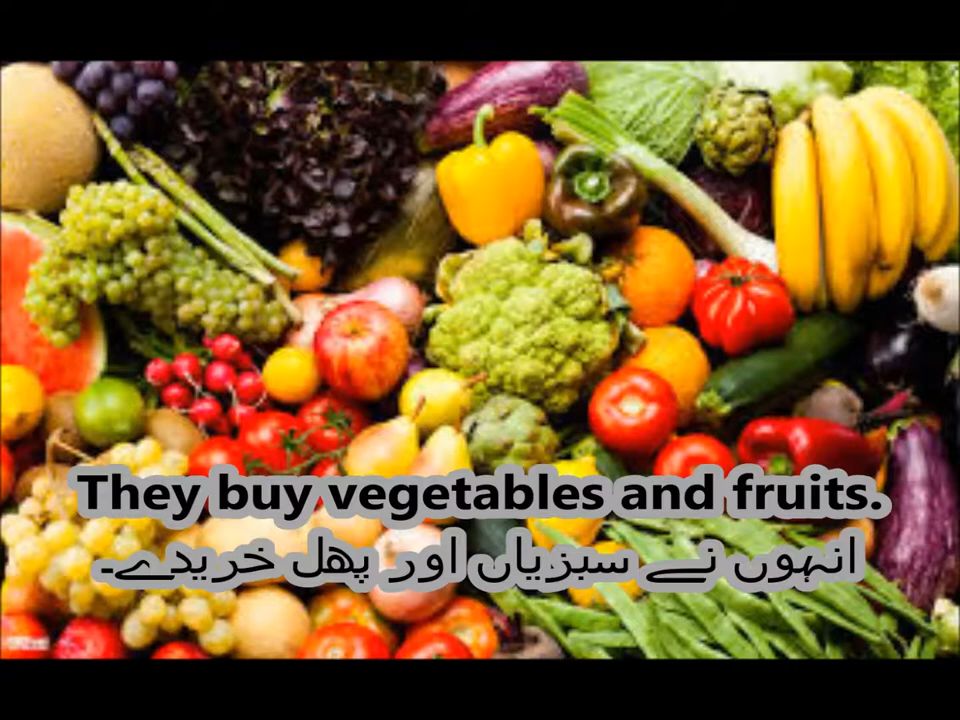 They buy vegetables and fruits.
انہوں نے سبزیاں اور پھل خریدے۔